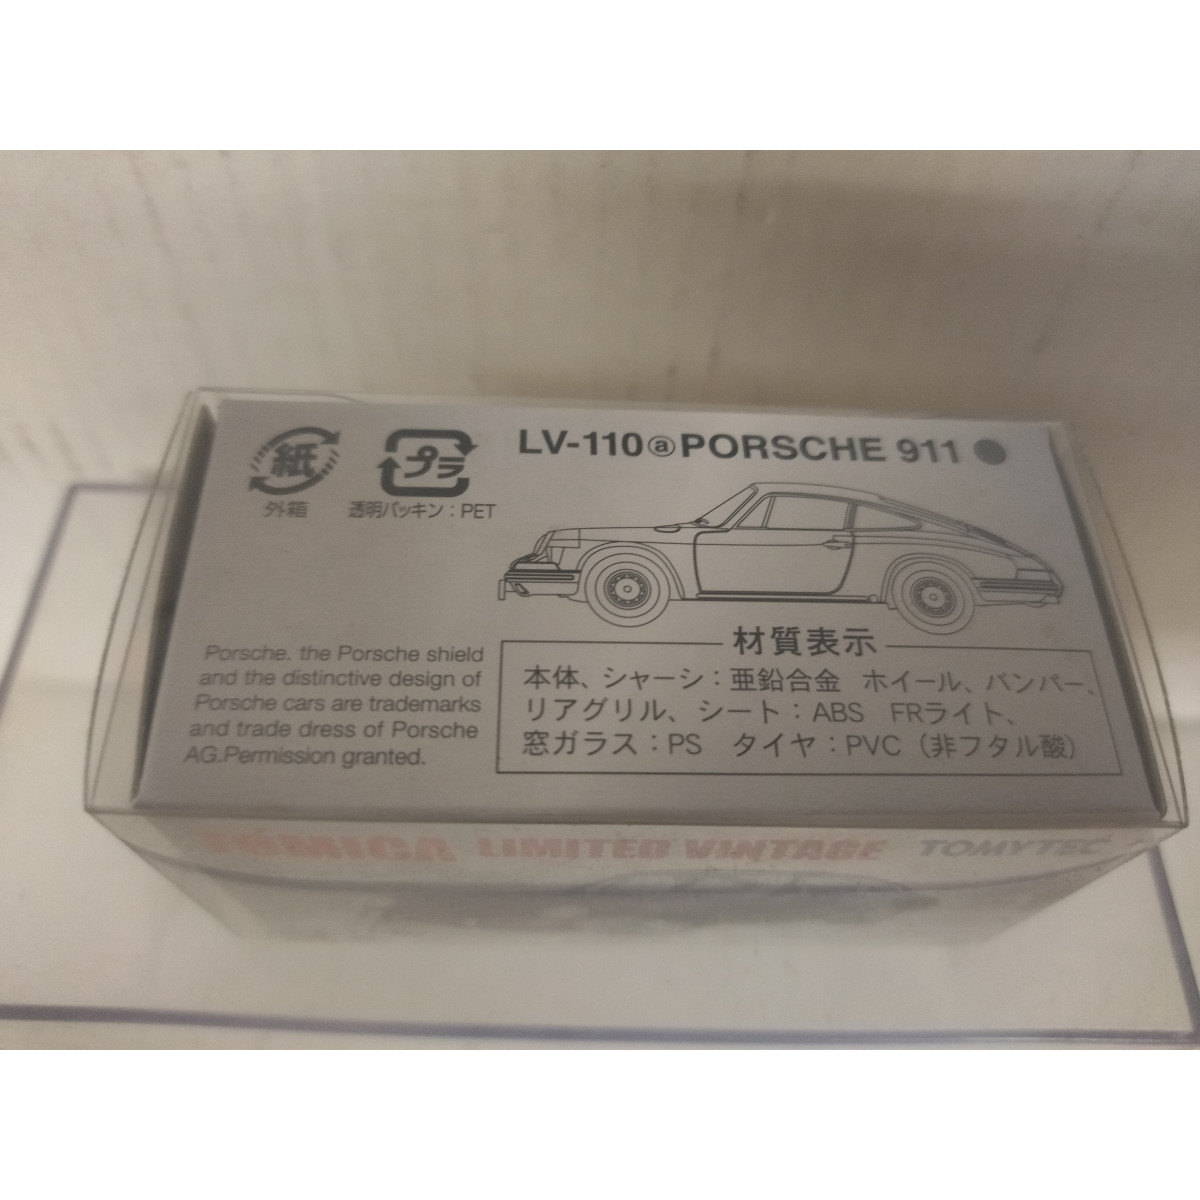 紙
外箱
プラ
透明パッキン：PET
LV-110ⓐPORSCHE 911 ●
Porsche. the Porsche shield
and the distinctive design of
Porsche cars are trademarks
and trade dress of Porsche
AG.Permission granted.
材質表示
本体、シャーシ：亜鉛合金　ホイール、バンパー、
リアグリル、シート：ABS　FRライト、
窓ガラス：PS　タイヤ：PVC（非フタル酸）
TOMICA LIMITED VINTAGE TOMYTEC